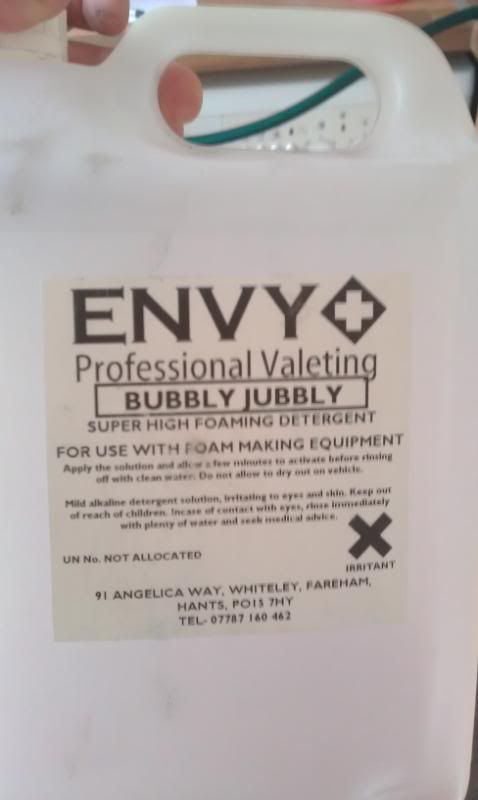 ENVY
Professional Valeting
BUBBLY JUBBLY
SUPER HIGH FOAMING DETERGENT
FOR USE WITH FOAM MAKING EQUIPMENT
Apply the solution and allow a few minutes to activate before rinsing
off with clean water. Do not allow to dry out on vehicle.
Mild alkaline detergent solution, irritating to eyes and skin. Keep out
of reach of children. Incase of contact with eyes, rinse immediately
with plenty of water and seek medical advice.
UN No. NOT ALLOCATED
IRRITANT
91 ANGELICA WAY, WHITELEY, FAREHAM,
HANTS, PO15 7HY
TEL- 07787 160 462